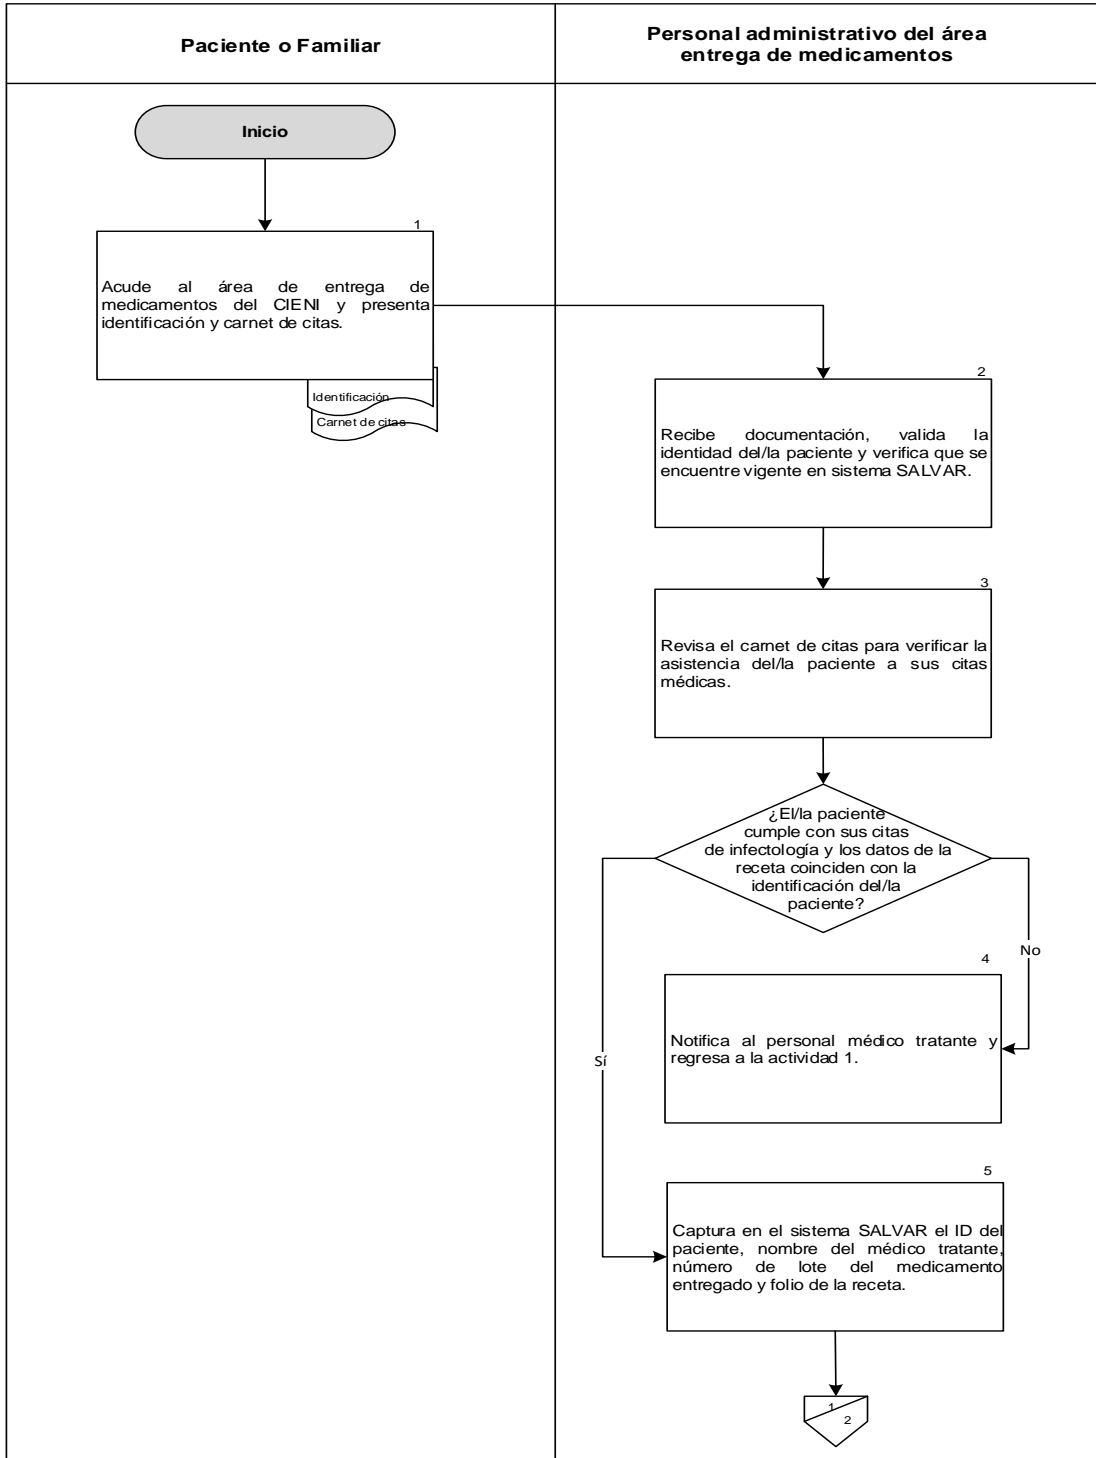 Paciente o Familiar
Personal administrativo del área
entrega de medicamentos
Inicio
1
Acude al área de entrega de
medicamentos del CIENI y presenta
identificación y carnet de citas.
Identificación
Carnet de citas
2
Recibe documentación, valida la
identidad del/la paciente y verifica que se
encuentre vigente en sistema SALVAR.
3
Revisa el carnet de citas para verificar la
asistencia del/la paciente a sus citas
médicas.
¿El/la paciente
cumple con sus citas
de infectología y los datos de la
receta coinciden con la
identificación del/la
paciente?
No
4
Notifica al personal médico tratante y
regresa a la actividad 1.
Sí
5
Captura en el sistema SALVAR el ID del
paciente, nombre del médico tratante,
número de lote del medicamento
entregado y folio de la receta.
1
2